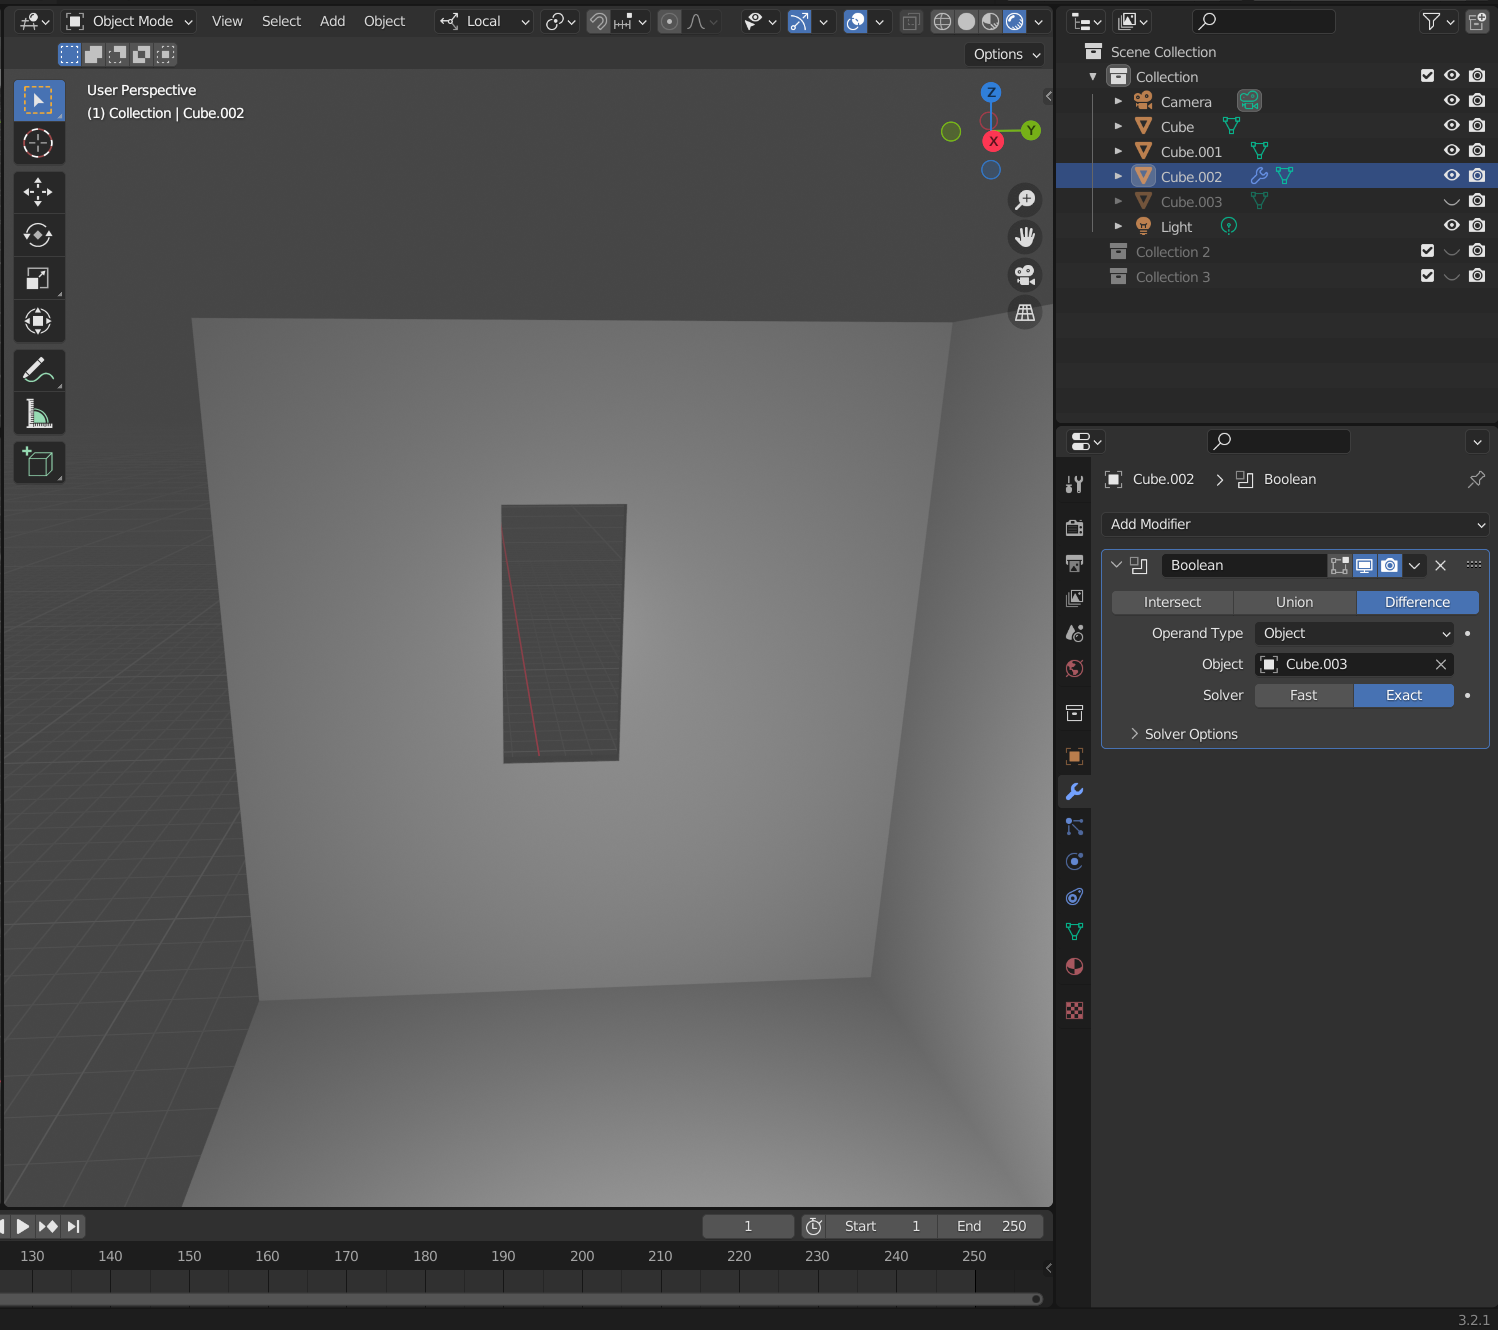 Object Mode View Select Add Object Local
Options
User Perspective
(1) Collection | Cube.002
Z
Y
X
Scene Collection
Collection
Camera
Cube
Cube.001
Cube.002
Cube.003
Light
Collection 2
Collection 3
Cube.002 Boolean
Add Modifier
Boolean
Intersect Union Difference
Operand Type Object
Object Cube.003
Solver Fast Exact
Solver Options
1 Start 1 End 250
130 140 150 160 170 180 190 200 210 220 230 240 250
3.2.1